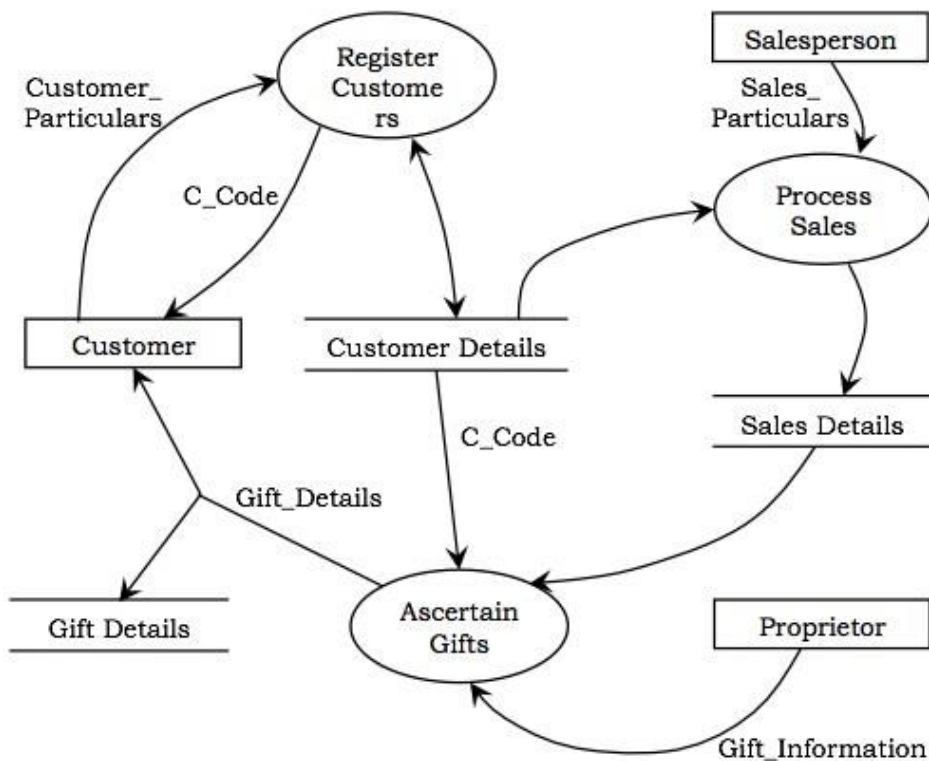 Register
Custome
rs
Salesperson
Customer_
Particulars
Sales_
Particulars
C_Code
Process
Sales
Customer
Customer Details
Sales Details
C_Code
Gift_Details
Gift Details
Ascertain
Gifts
Proprietor
Gift_Information